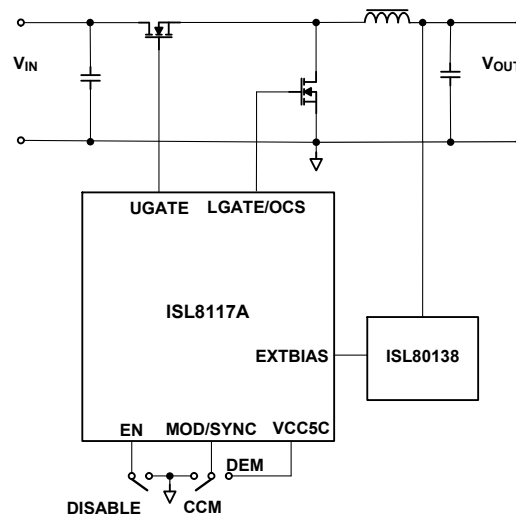 VIN
VOUT
UGATE
LGATE/OCS
ISL8117A
EXTBIAS
ISL80138
EN
MOD/SYNC
VCC5C
DEM
DISABLE
CCM